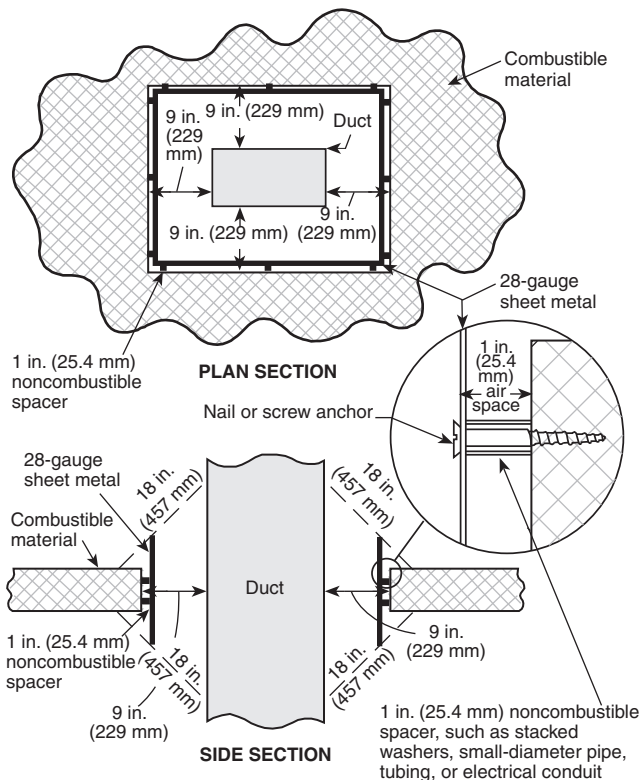 Combustible
material
9 in. (229 mm)
9 in.
(229
mm)
Duct
9 in. (229 mm)
9 in.
(229 mm)
28-gauge
sheet metal
1 in. (25.4 mm)
noncombustible
spacer
PLAN SECTION
1 in.
(25.4
mm)
air
space
Nail or screw anchor
28-gauge
sheet metal
Combustible
material
18 in.
(457 mm)
18 in.
(457 mm)
Duct
1 in. (25.4 mm)
noncombustible
spacer
18 in.
(457 mm)
18 in.
(457 mm)
9 in.
(229 mm)
9 in.
(229 mm)
SIDE SECTION
1 in. (25.4 mm) noncombustible
spacer, such as stacked
washers, small-diameter pipe,
tubing, or electrical conduit